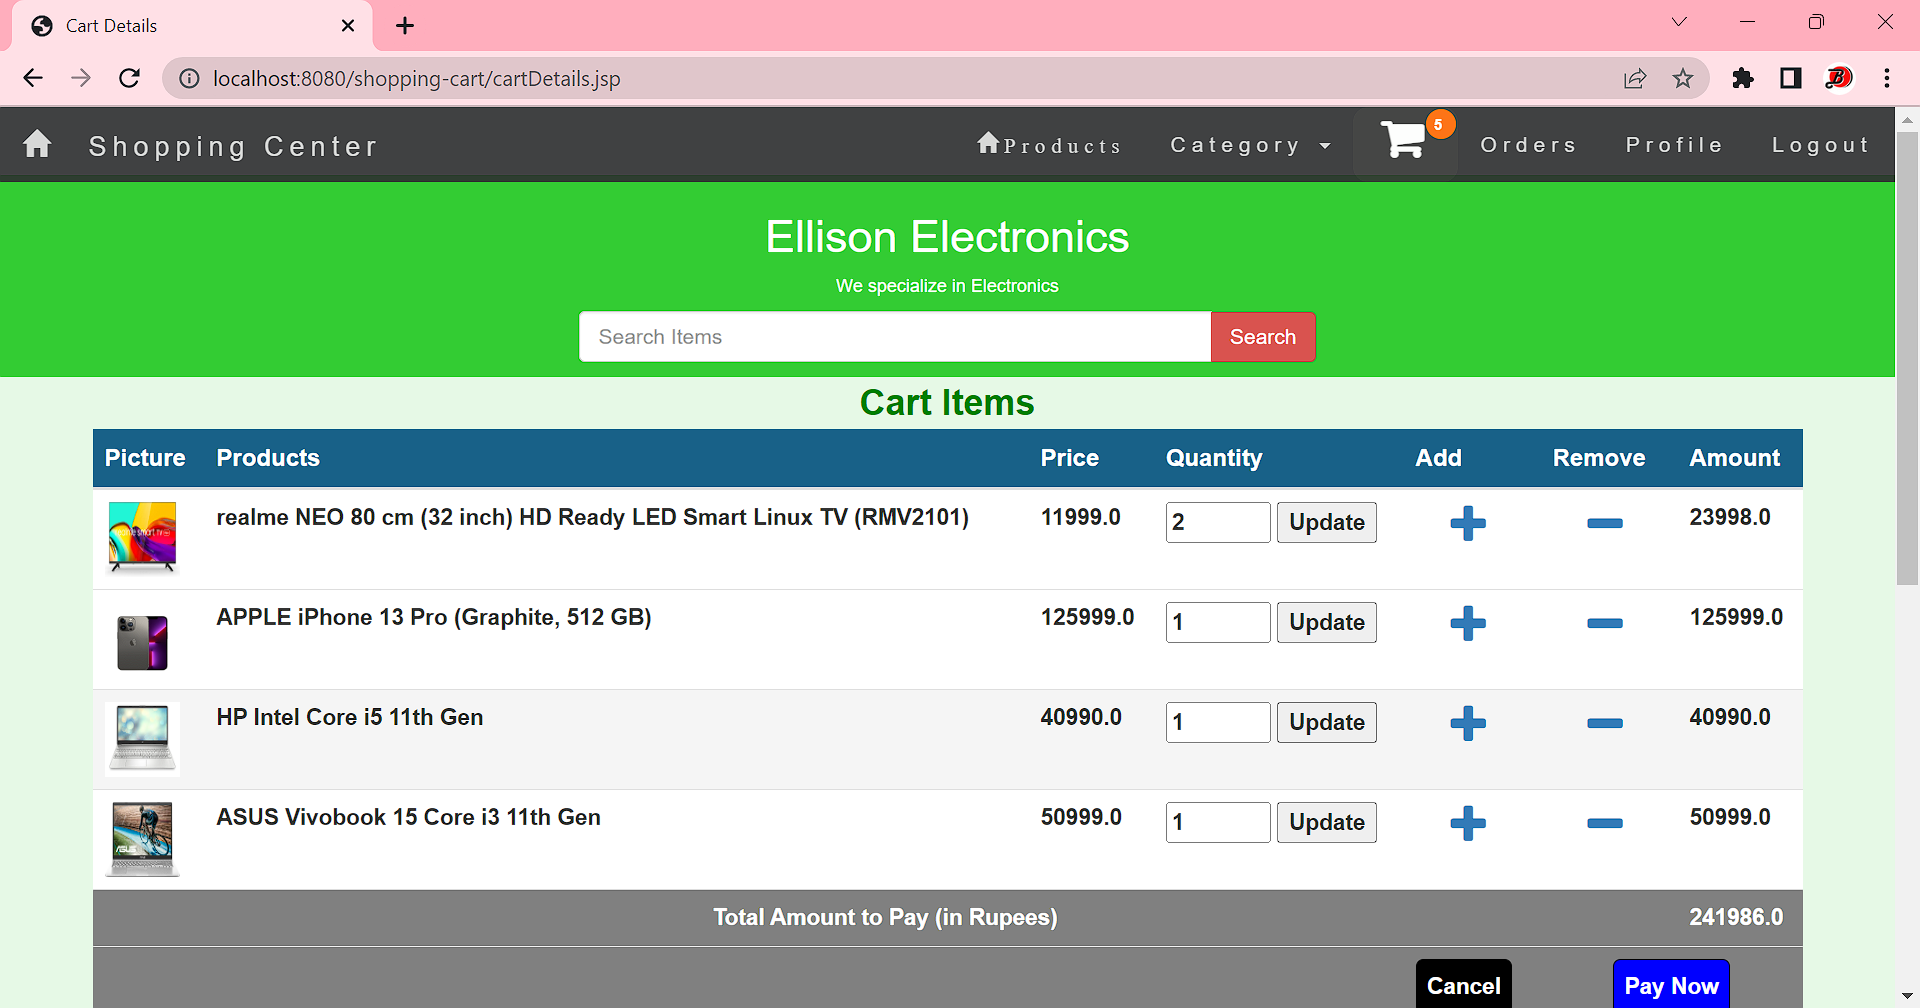 Cart Details
localhost:8080/shopping-cart/cartDetails.jsp
Shopping Center Products Category 5 Orders Profile Logout
Ellison Electronics
We specialize in Electronics
Search Items Search
Cart Items
Picture Products Price Quantity Add Remove Amount
realme NEO 80 cm (32 inch) HD Ready LED Smart Linux TV (RMV2101) 11999.0 2 Update 23998.0
realme smart TV
APPLE iPhone 13 Pro (Graphite, 512 GB) 125999.0 1 Update 125999.0
HP Intel Core i5 11th Gen 40990.0 1 Update 40990.0
ASUS Vivobook 15 Core i3 11th Gen 50999.0 1 Update 50999.0
/ISUS
Total Amount to Pay (in Rupees) 241986.0
Cancel Pay Now